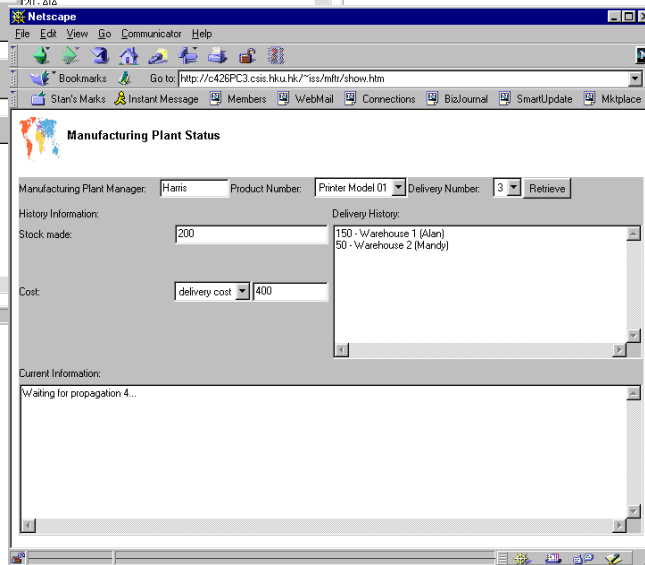 120 - AIA
Netscape
File Edit View Go Communicator Help
Bookmarks Go to: http://c426PC3.csis.hku.hk/~iss/mftr/show.htm
Stan's Marks Instant Message Members WebMail Connections BizJournal SmartUpdate Mktplace
Manufacturing Plant Status
Manufacturing Plant Manager: Harris Product Number: Printer Model 01 Delivery Number: 3 Retrieve
History Information: Delivery History:
Stock made: 200 150 - Warehouse 1 (Alan)
50 - Warehouse 2 (Mandy)
Cost: delivery cost 400
Current Information:
Waiting for propagation 4...